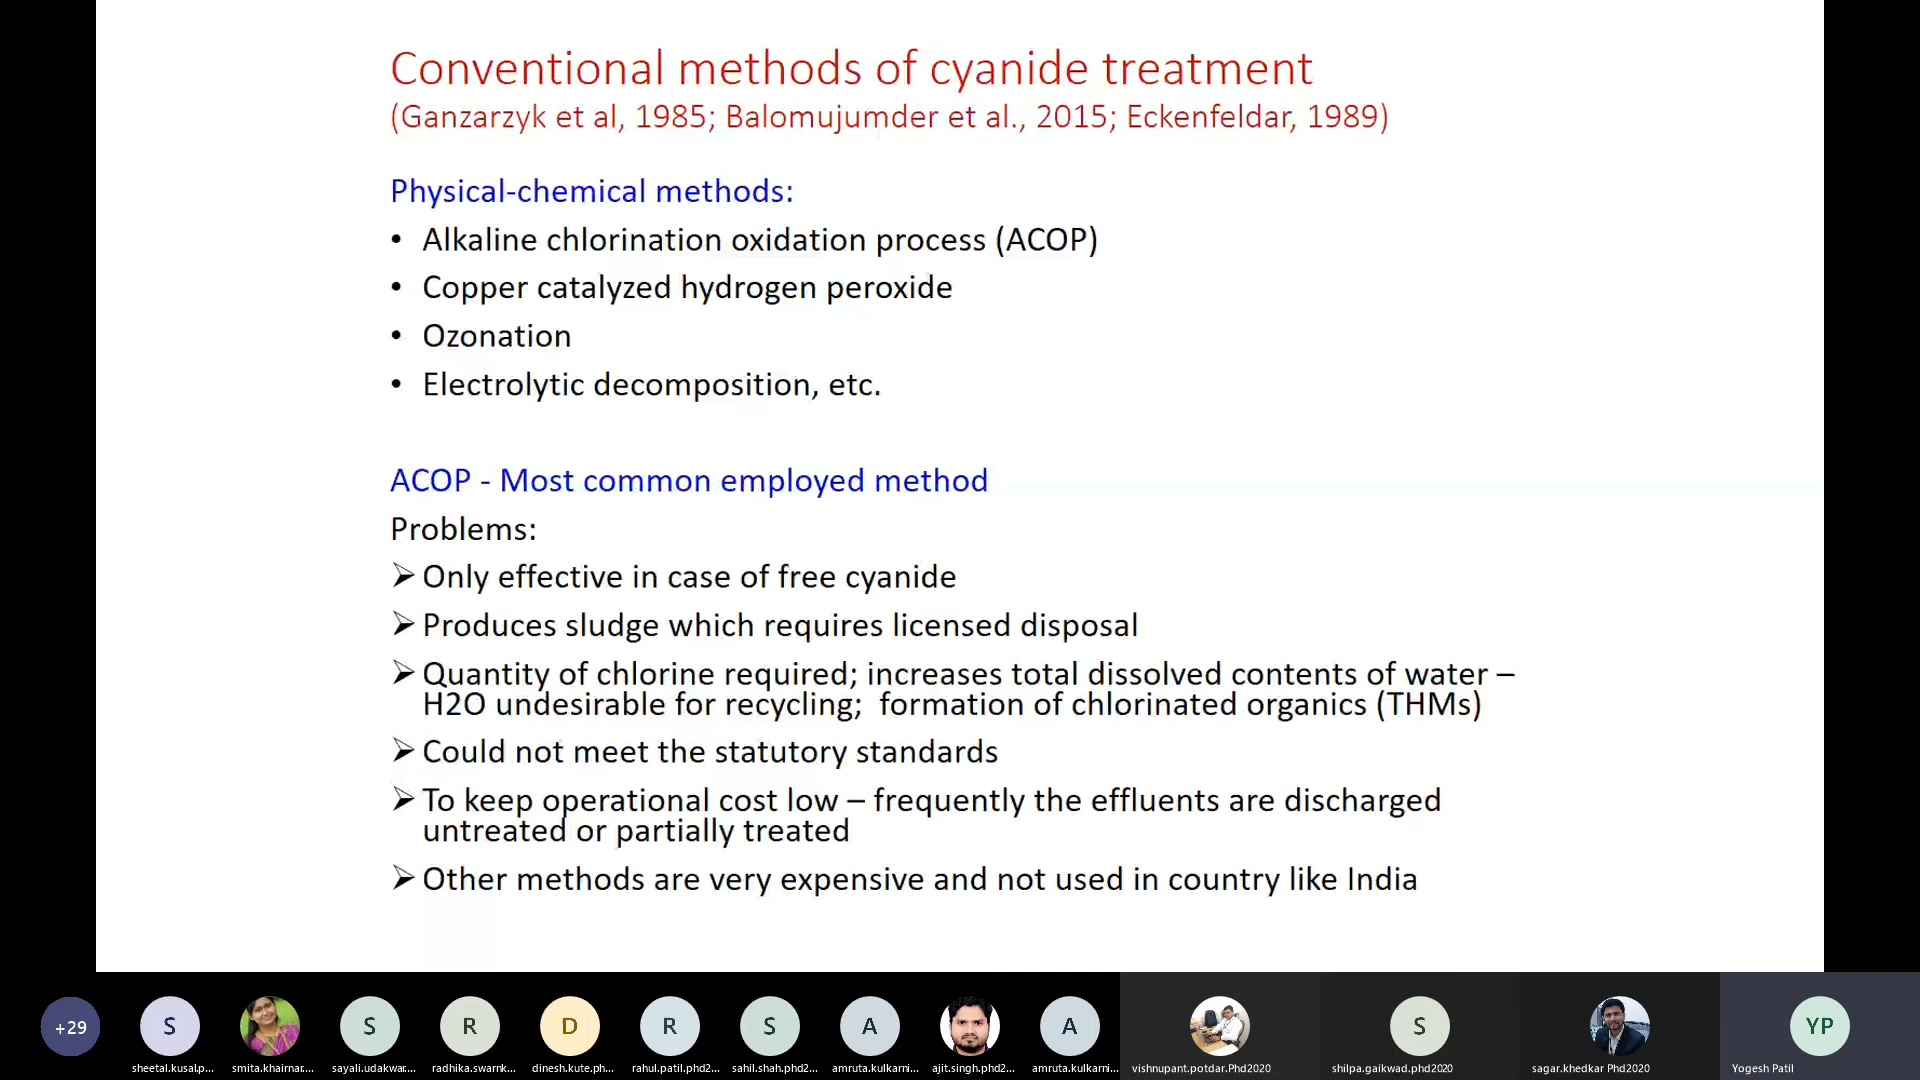 Conventional methods of cyanide treatment
(Ganzarzyk et al, 1985; Balomujumder et al., 2015; Eckenfeldar, 1989)
Physical-chemical methods:
• Alkaline chlorination oxidation process (ACOP)
• Copper catalyzed hydrogen peroxide
• Ozonation
• Electrolytic decomposition, etc.
ACOP - Most common employed method
Problems:
➢ Only effective in case of free cyanide
➢ Produces sludge which requires licensed disposal
➢ Quantity of chlorine required; increases total dissolved contents of water –
H2O undesirable for recycling;  formation of chlorinated organics (THMs)
➢ Could not meet the statutory standards
➢ To keep operational cost low – frequently the effluents are discharged
untreated or partially treated
➢ Other methods are very expensive and not used in country like India
+29 S S R D R S A A S YP
sheetal.kusal.p... smita.khairnar.... sayali.udakwar.... radhika.swarnk... dinesh.kute.ph... rahul.patil.phd2... sahil.shah.phd2... amruta.kulkarni... ajit.singh.phd2... amruta.kulkarni... vishnupant.potdar.Phd2020 shilpa.gaikwad.phd2020 sagar.khedkar Phd2020 Yogesh Patil